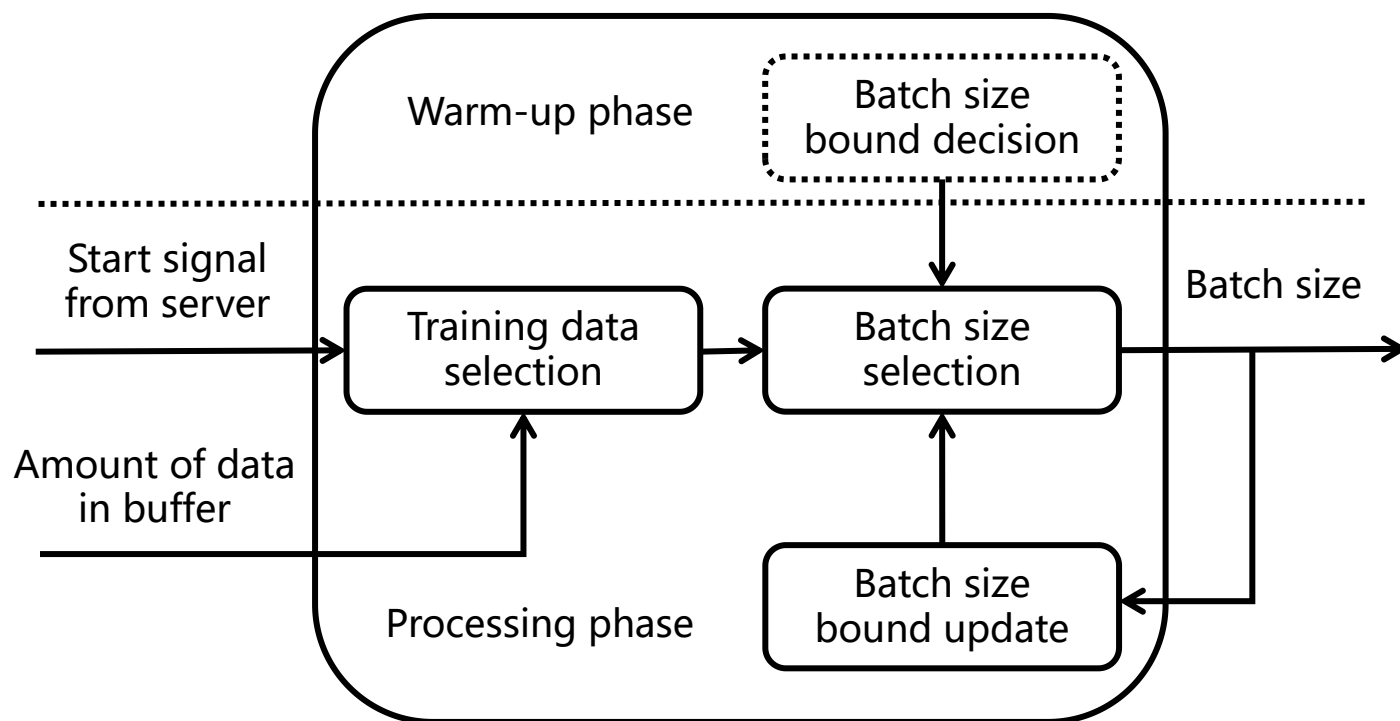 Warm-up phase
Batch size
bound decision
Start signal
from server
Training data
selection
Batch size
selection
Batch size
Amount of data
in buffer
Processing phase
Batch size
bound update